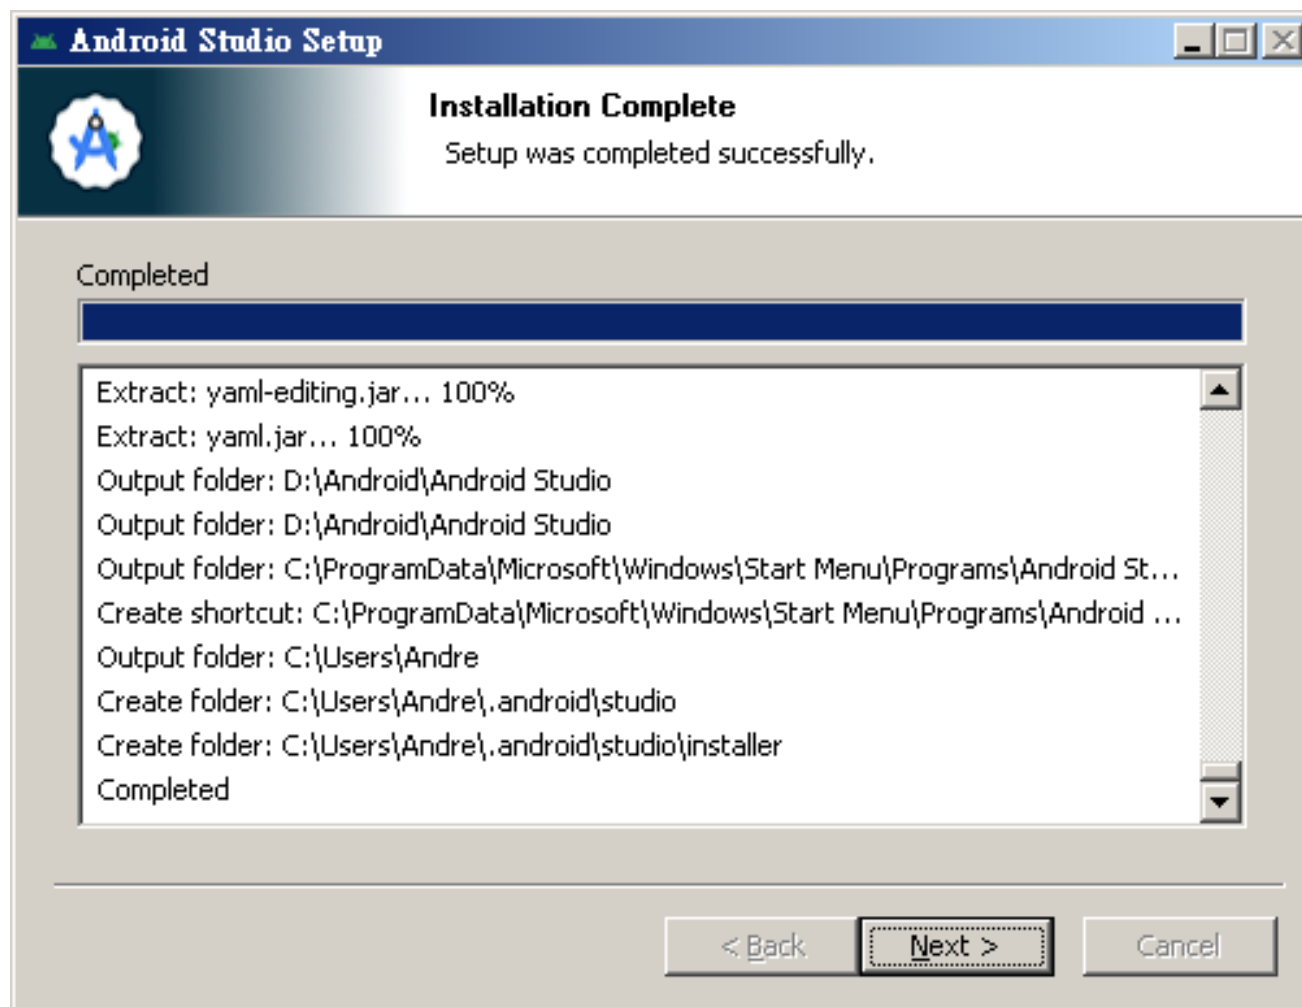 Android Studio Setup
Installation Complete
Setup was completed successfully.
Completed
Extract: yaml-editing.jar... 100%
Extract: yaml.jar... 100%
Output folder: D:\Android\Android Studio
Output folder: D:\Android\Android Studio
Output folder: C:\ProgramData\Microsoft\Windows\Start Menu\Programs\Android St...
Create shortcut: C:\ProgramData\Microsoft\Windows\Start Menu\Programs\Android ...
Output folder: C:\Users\Andre
Create folder: C:\Users\Andre\.android\studio
Create folder: C:\Users\Andre\.android\studio\installer
Completed
< Back Next > Cancel